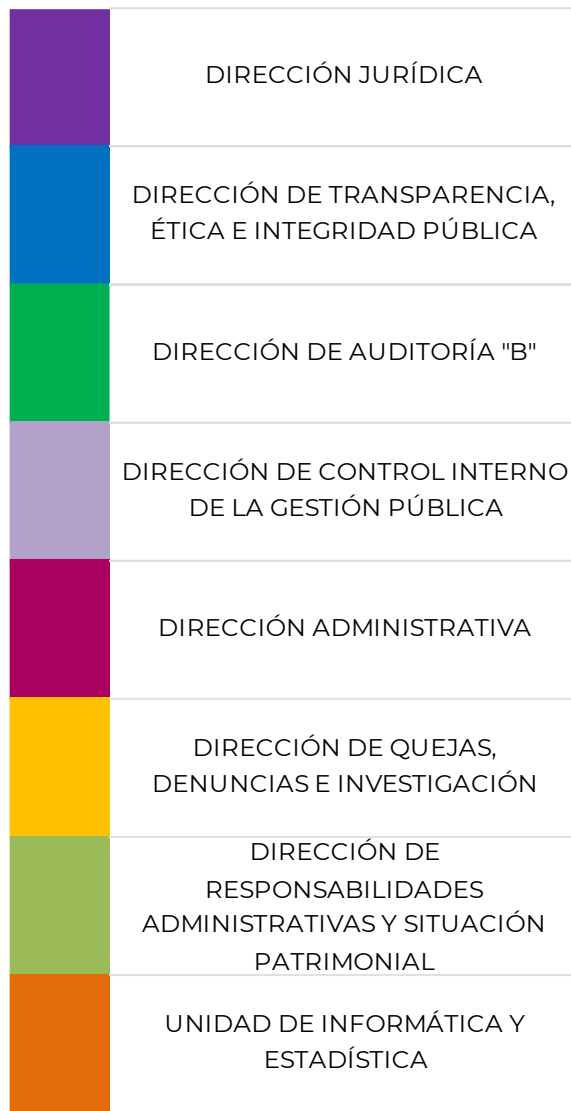 DIRECCIÓN JURÍDICA
DIRECCIÓN DE TRANSPARENCIA,
ÉTICA E INTEGRIDAD PÚBLICA
DIRECCIÓN DE AUDITORÍA "B"
DIRECCIÓN DE CONTROL INTERNO
DE LA GESTIÓN PÚBLICA
DIRECCIÓN ADMINISTRATIVA
DIRECCIÓN DE QUEJAS,
DENUNCIAS E INVESTIGACIÓN
DIRECCIÓN DE
RESPONSABILIDADES
ADMINISTRATIVAS Y SITUACIÓN
PATRIMONIAL
UNIDAD DE INFORMÁTICA Y
ESTADÍSTICA